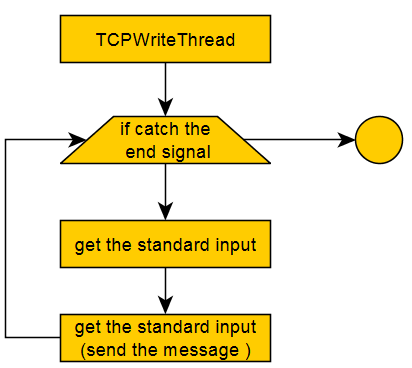 TCPWriteThread
if catch the
end signal
get the standard input
get the standard input
(send the message )